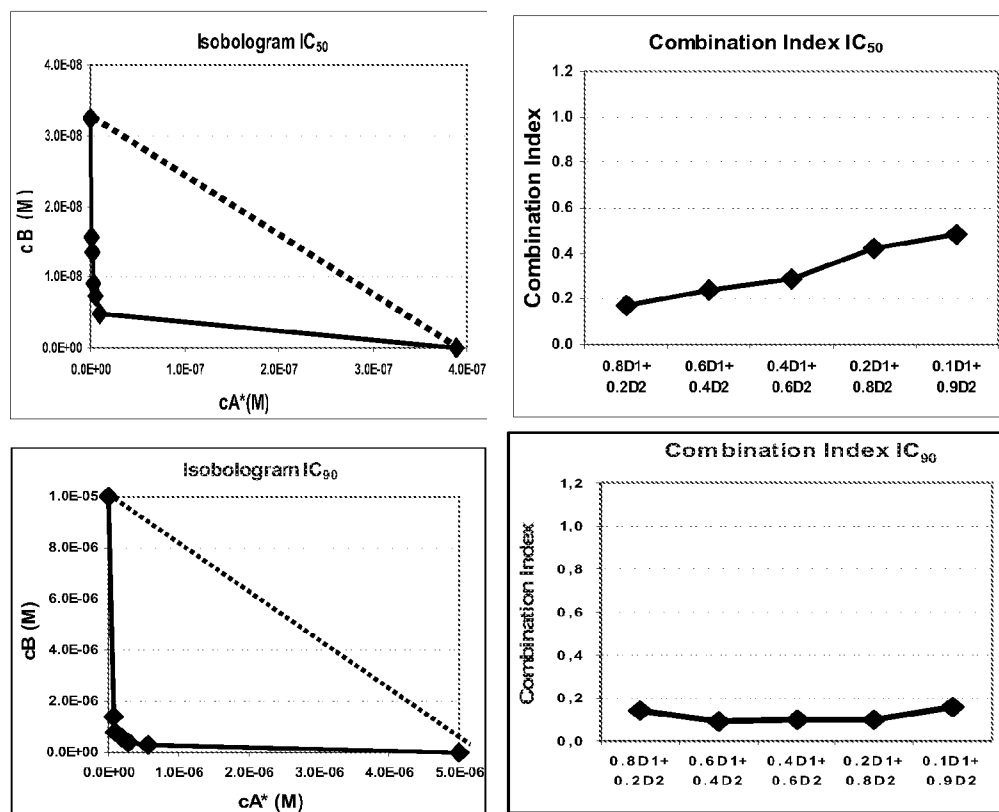 Isobologram IC50
4.0E-08
3.0E-08
2.0E-08
1.0E-08
0.0E+00
cB (M)
0.0E+00 1.0E-07 2.0E-07 3.0E-07 4.0E-07
cA*(M)
Combination Index IC50
1.2
1.0
0.8
0.6
0.4
0.2
0.0
Combination Index
0.8D1+ 0.6D1+ 0.4D1+ 0.2D1+ 0.1D1+
0.2D2 0.4D2 0.6D2 0.8D2 0.9D2
Isobologram IC90
1.0E-05
8.0E-06
6.0E-06
4.0E-06
2.0E-06
0.0E+00
cB (M)
0.0E+00 1.0E-06 2.0E-06 3.0E-06 4.0E-06 5.0E-06
cA* (M)
Combination Index IC90
1,2
1,0
0,8
0,6
0,4
0,2
0,0
Combination Index
0.8D1+ 0.6D1+ 0.4D1+ 0.2D1+ 0.1D1+
0.2D2 0.4D2 0.6D2 0.8D2 0.9D2